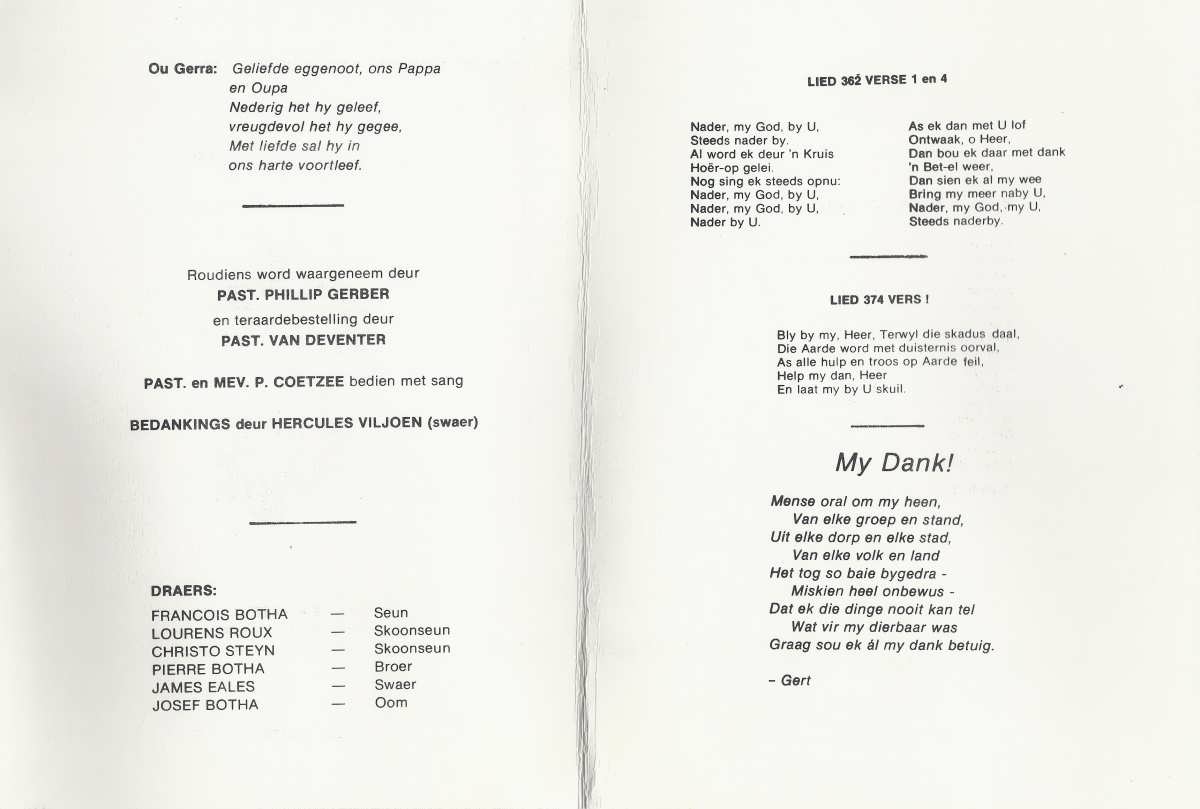 Ou Gerra: Geliefde eggenoot, ons Pappa
en Oupa
Nederig het hy geleef,
vreugdevol het hy gegee,
Met liefde sal hy in
ons harte voortleef.
Roudiens word waargeneem deur
PAST. PHILLIP GERBER
en teraardebestelling deur
PAST. VAN DEVENTER
PAST. en MEV. P. COETZEE bedien met sang
BEDANKINGS deur HERCULES VILJOEN (swaer)
DRAERS:
FRANCOIS BOTHA — Seun
LOURENS ROUX — Skoonseun
CHRISTO STEYN — Skoonseun
PIERRE BOTHA — Broer
JAMES EALES — Swaer
JOSEF BOTHA — Oom
LIED 362 VERSE 1 en 4
Nader, my God, by U,
Steeds nader by.
Al word ek deur 'n Kruis
Hoër-op gelei.
Nog sing ek steeds opnu:
Nader, my God, by U,
Nader, my God, by U,
Nader by U.
As ek dan met U lof
Ontwaak, o Heer,
Dan bou ek daar met dank
'n Bet-el weer,
Dan sien ek al my wee
Bring my meer naby U,
Nader, my God, my U,
Steeds naderby.
LIED 374 VERS !
Bly by my, Heer, Terwyl die skadus daal,
Die Aarde word met duisternis oorval,
As alle hulp en troos op Aarde feil,
Help my dan, Heer
En laat my by U skuil.
My Dank!
Mense oral om my heen,
Van elke groep en stand,
Uit elke dorp en elke stad,
Van elke volk en land
Het tog so baie bygedra -
Miskien heel onbewus -
Dat ek die dinge nooit kan tel
Wat vir my dierbaar was
Graag sou ek ál my dank betuig.
– Gert